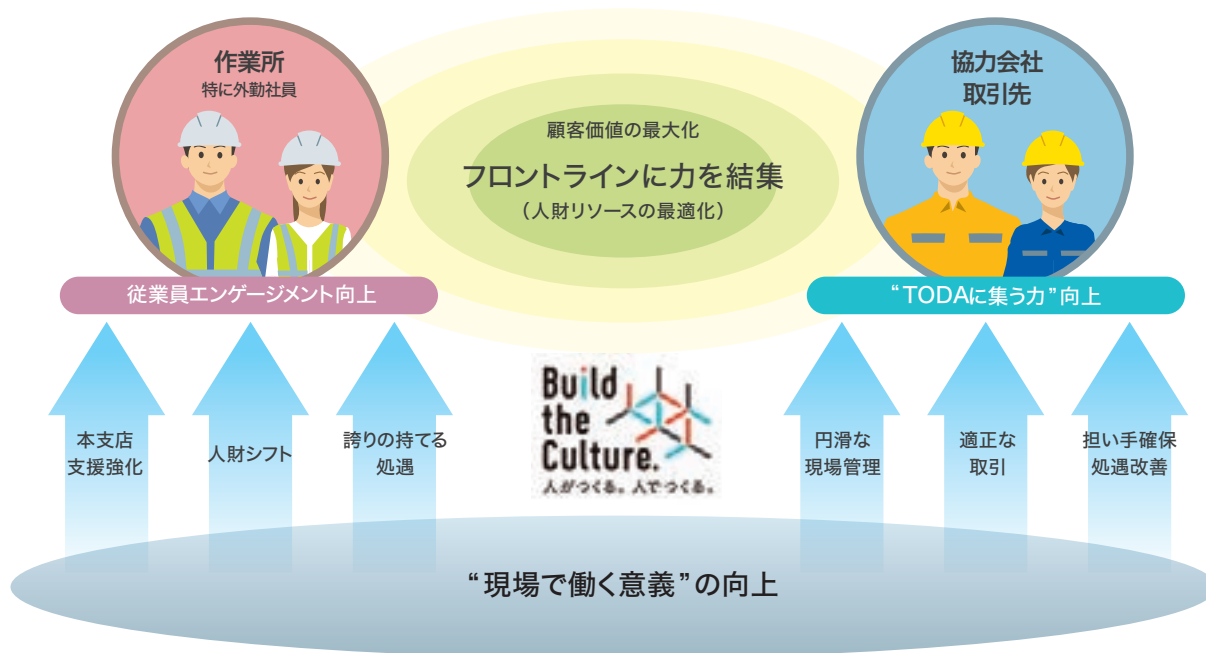 作業所
特に外勤社員
顧客価値の最大化
フロントラインに力を結集
（人財リソースの最適化）
協力会社
取引先
従業員エンゲージメント向上
“TODAに集う力”向上
本支店
支援強化
人財シフト
誇りの持てる
処遇
Build
the
Culture.
人がつくる。人でつくる。
円滑な
現場管理
適正な
取引
担い手確保
処遇改善
“現場で働く意義”の向上